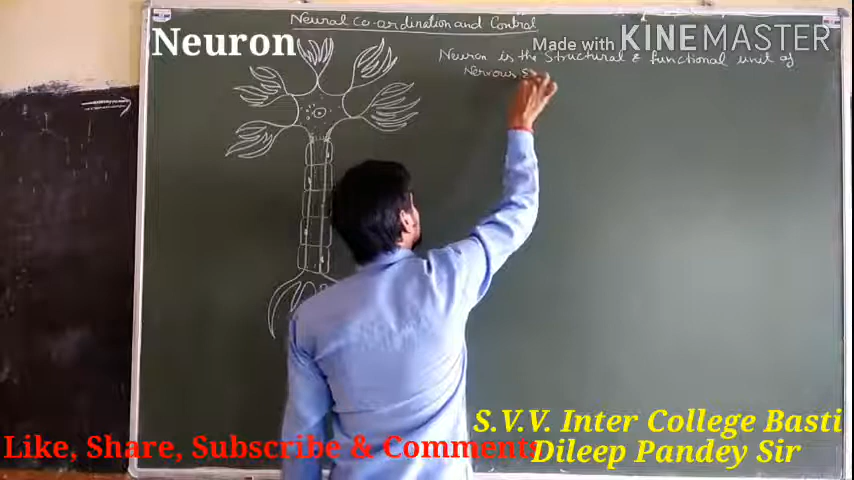 Neural Co-ordination and Control
Neuron
Made with KINEMASTER
Neuron is the Structural & functional unit of
Nervous S
S.V.V. Inter College Basti
Like, Share, Subscribe & Comments
Dileep Pandey Sir